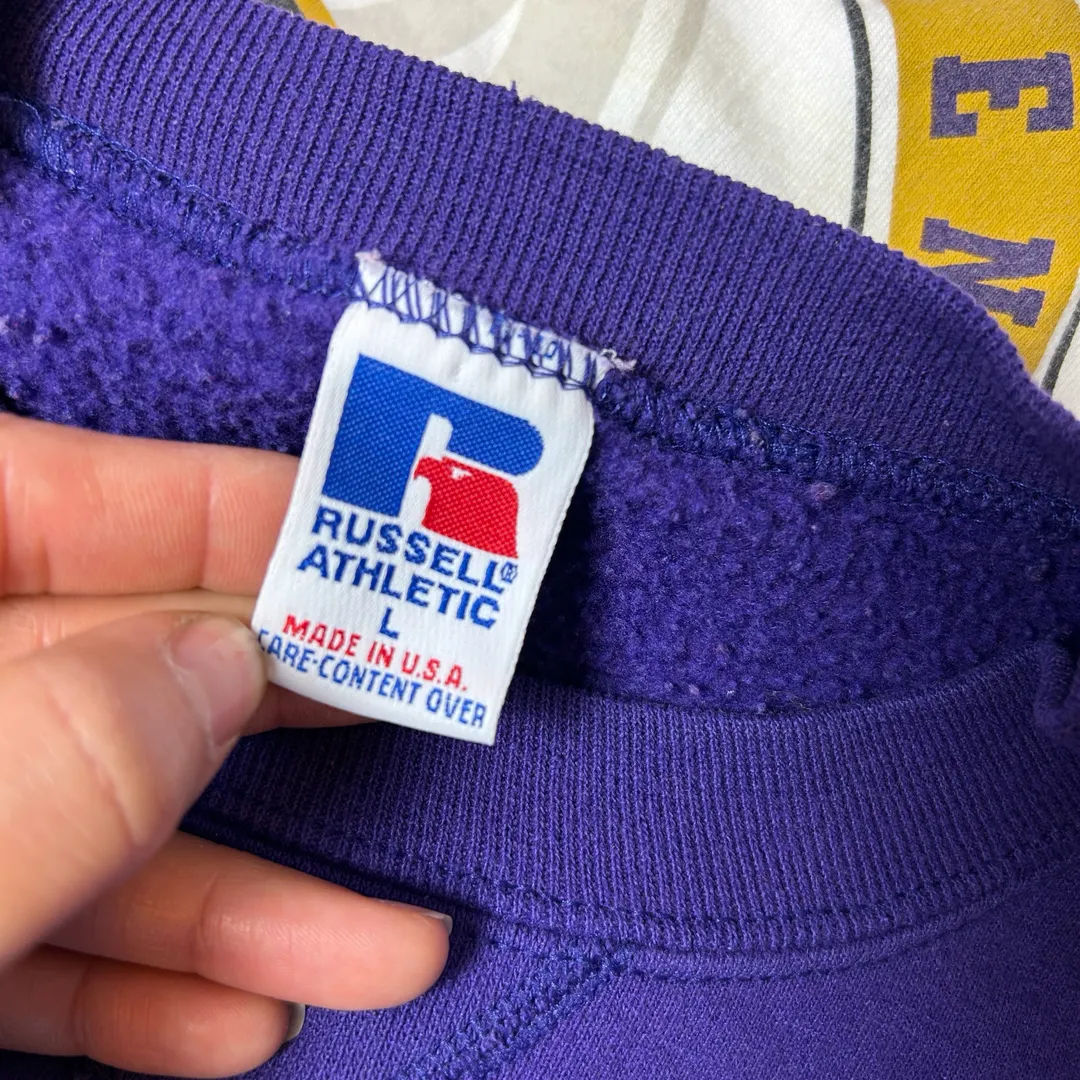 RUSSELL®
ATHLETIC
L
MADE IN U.S.A.
CARE-CONTENT OVER
E
M